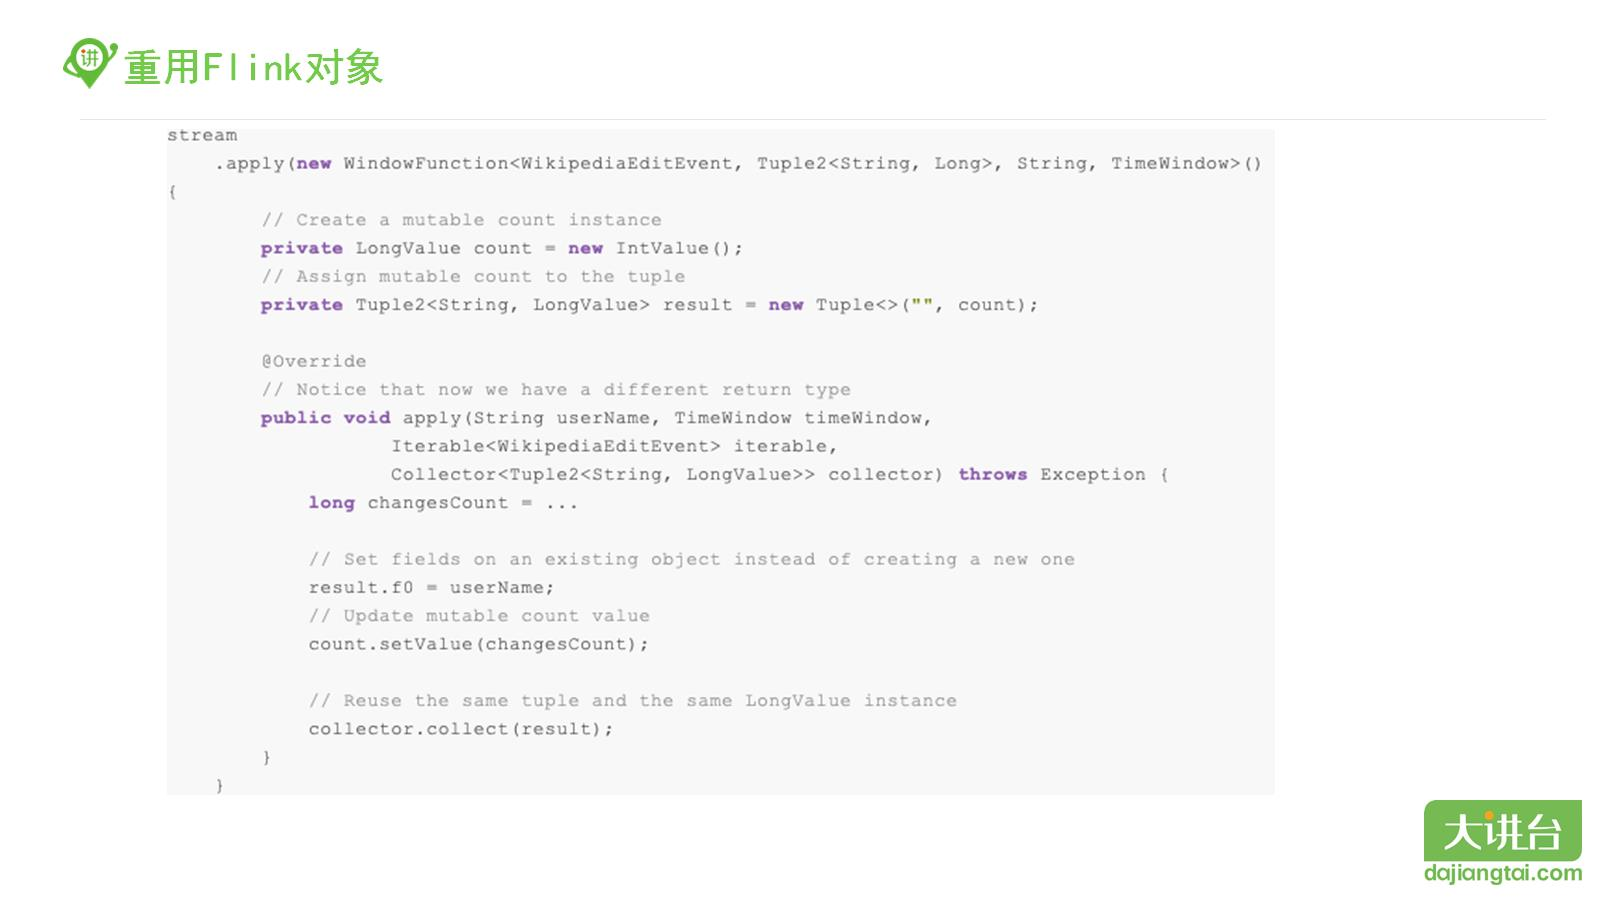 讲 重用Flink对象
stream
    .apply(new WindowFunction<WikipediaEditEvent, Tuple2<String, Long>, String, TimeWindow>()
{
        // Create a mutable count instance
        private LongValue count = new IntValue();
        // Assign mutable count to the tuple
        private Tuple2<String, LongValue> result = new Tuple<>("", count);

        @Override
        // Notice that now we have a different return type
        public void apply(String userName, TimeWindow timeWindow,
                   Iterable<WikipediaEditEvent> iterable,
                   Collector<Tuple2<String, LongValue>> collector) throws Exception {
            long changesCount = ...

            // Set fields on an existing object instead of creating a new one
            result.f0 = userName;
            // Update mutable count value
            count.setValue(changesCount);

            // Reuse the same tuple and the same LongValue instance
            collector.collect(result);
        }
    }
大讲台
dajiangtai.com